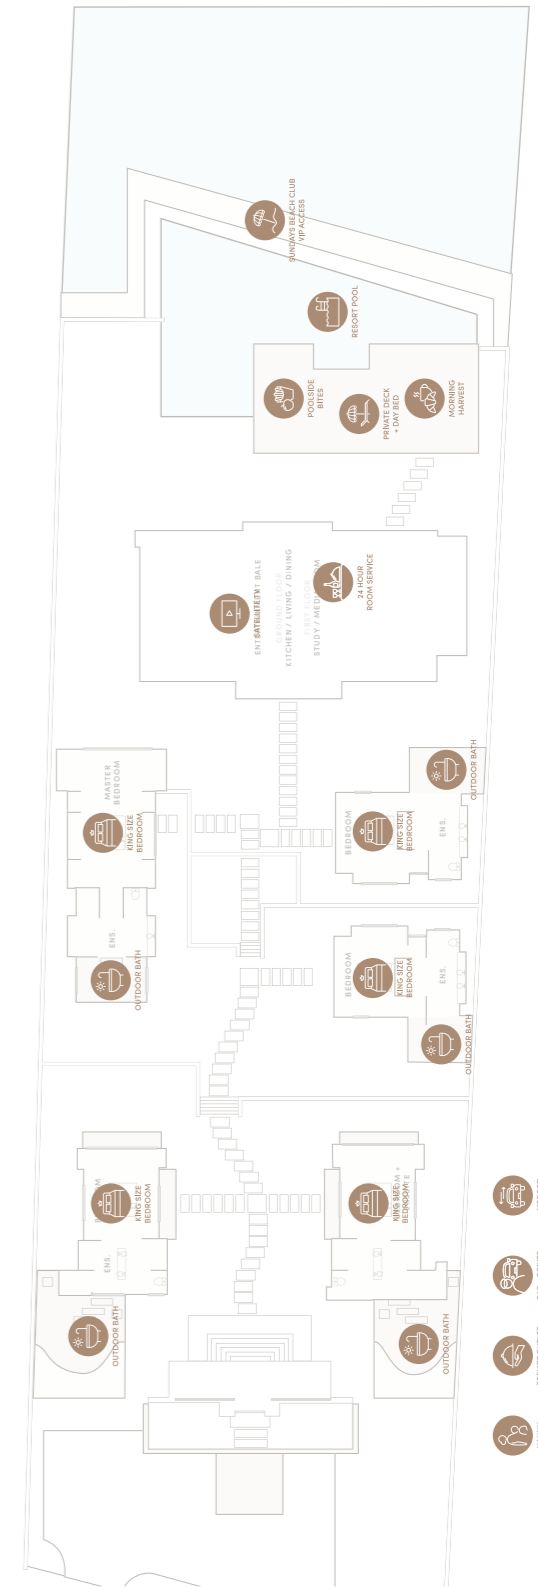 SUNDAYS BEACH CLUB
VIP ACCESS
RESORT POOL
POOLSIDE
BITES
PRIVATE DECK
+ DAY BED
MORNING
HARVEST
SATELLITE TV
GROUND FLOOR
KITCHEN / LIVING / DINING
FIRST FLOOR
24 HOUR
ROOM SERVICE
MASTER
BEDROOM
KING SIZE
BEDROOM
ENS.
OUTDOOR BATH
OUTDOOR BATH
BEDROOM
KING SIZE
BEDROOM
ENS.
BEDROOM
KING SIZE
BEDROOM
ENS.
OUTDOOR BATH
KING SIZE
BEDROOM
ENS.
OUTDOOR BATH
KING SIZE
BEDROOM
OUTDOOR BATH